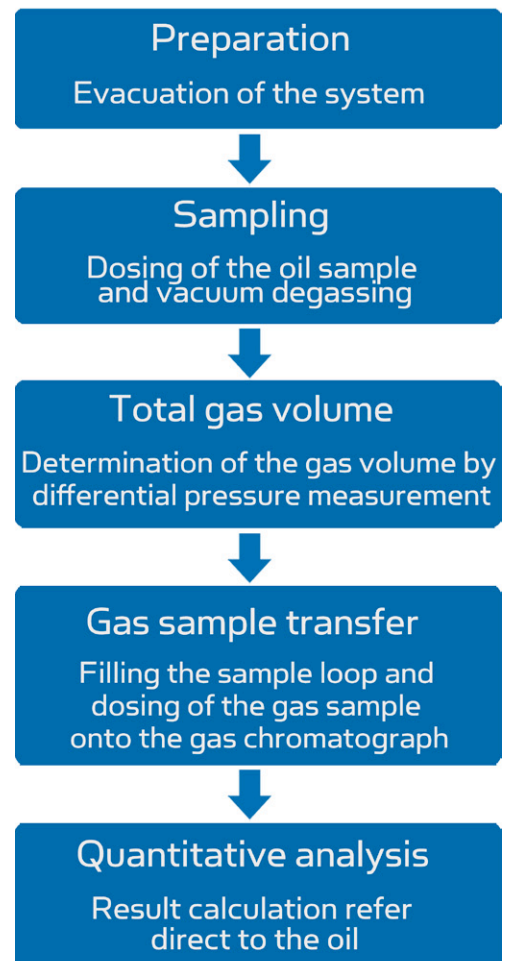 Preparation
Evacuation of the system
Sampling
Dosing of the oil sample
and vacuum degassing
Total gas volume
Determination of the gas volume by
differential pressure measurement
Gas sample transfer
Filling the sample loop and
dosing of the gas sample
onto the gas chromatograph
Quantitative analysis
Result calculation refer
direct to the oil